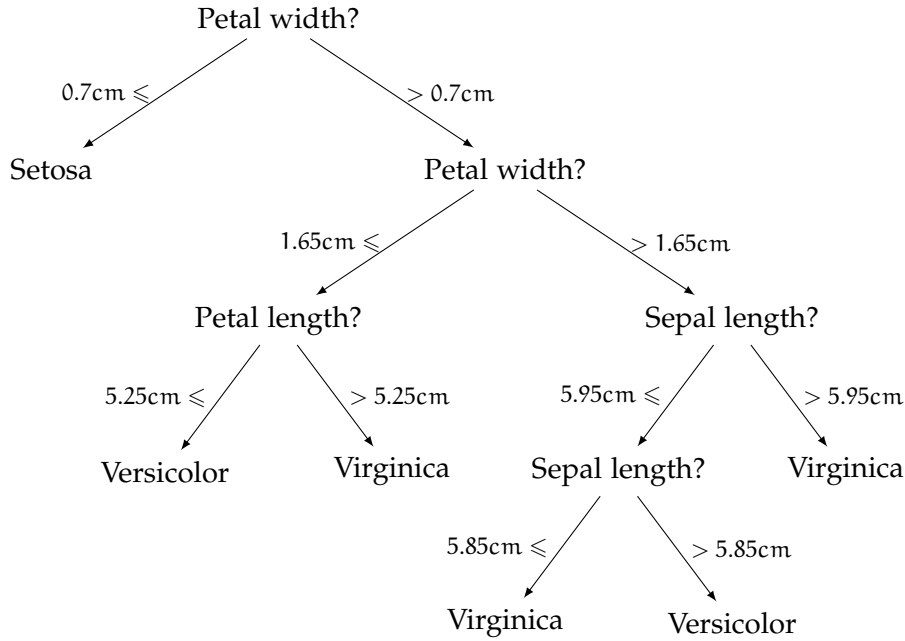 Petal width?
0.7cm ⩽
> 0.7cm
Setosa
Petal width?
1.65cm ⩽
> 1.65cm
Petal length?
Sepal length?
5.25cm ⩽
> 5.25cm
5.95cm ⩽
> 5.95cm
Versicolor
Virginica
Sepal length?
Virginica
5.85cm ⩽
> 5.85cm
Virginica
Versicolor